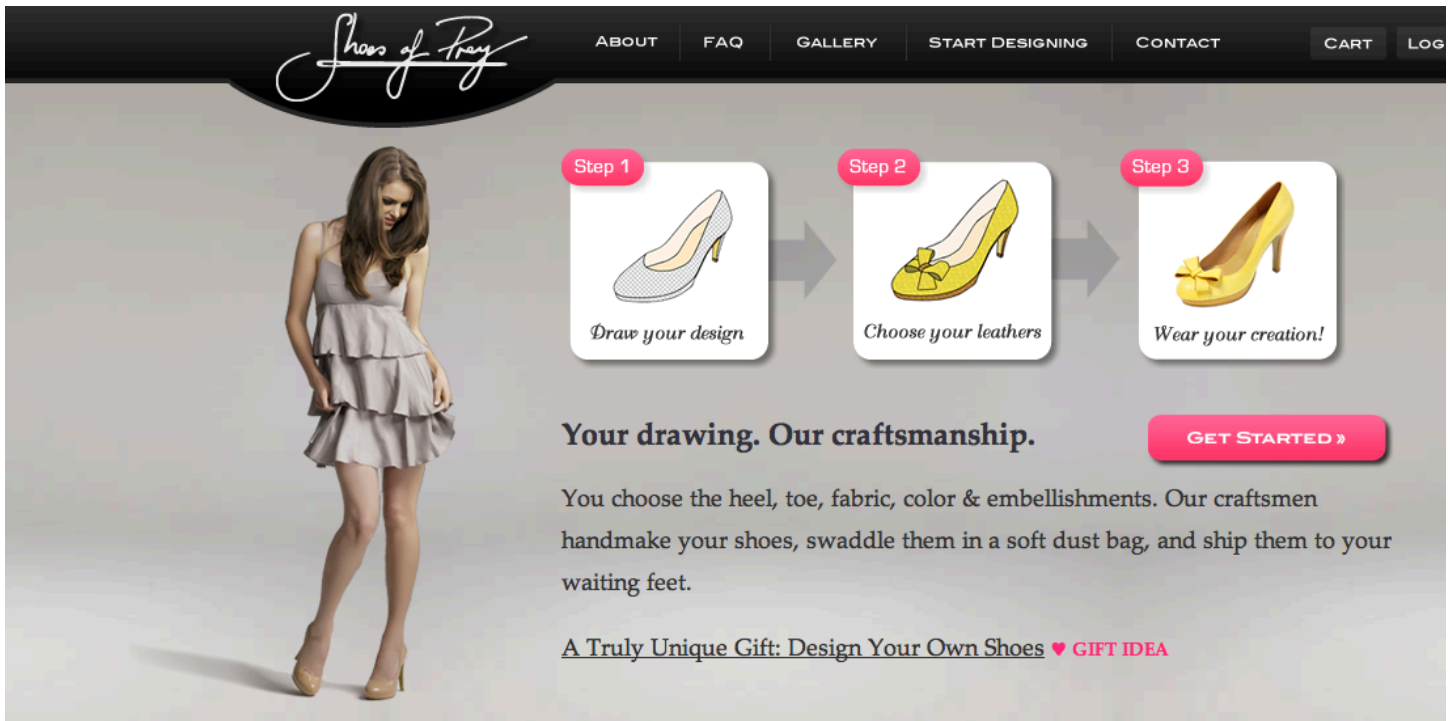 Shoes of Prey
ABOUT FAQ GALLERY START DESIGNING CONTACT CART LOG
Step 1 Step 2 Step 3
Draw your design Choose your leathers Wear your creation!
Your drawing. Our craftsmanship. GET STARTED »
You choose the heel, toe, fabric, color & embellishments. Our craftsmen
handmake your shoes, swaddle them in a soft dust bag, and ship them to your
waiting feet.
A Truly Unique Gift: Design Your Own Shoes ♥ GIFT IDEA